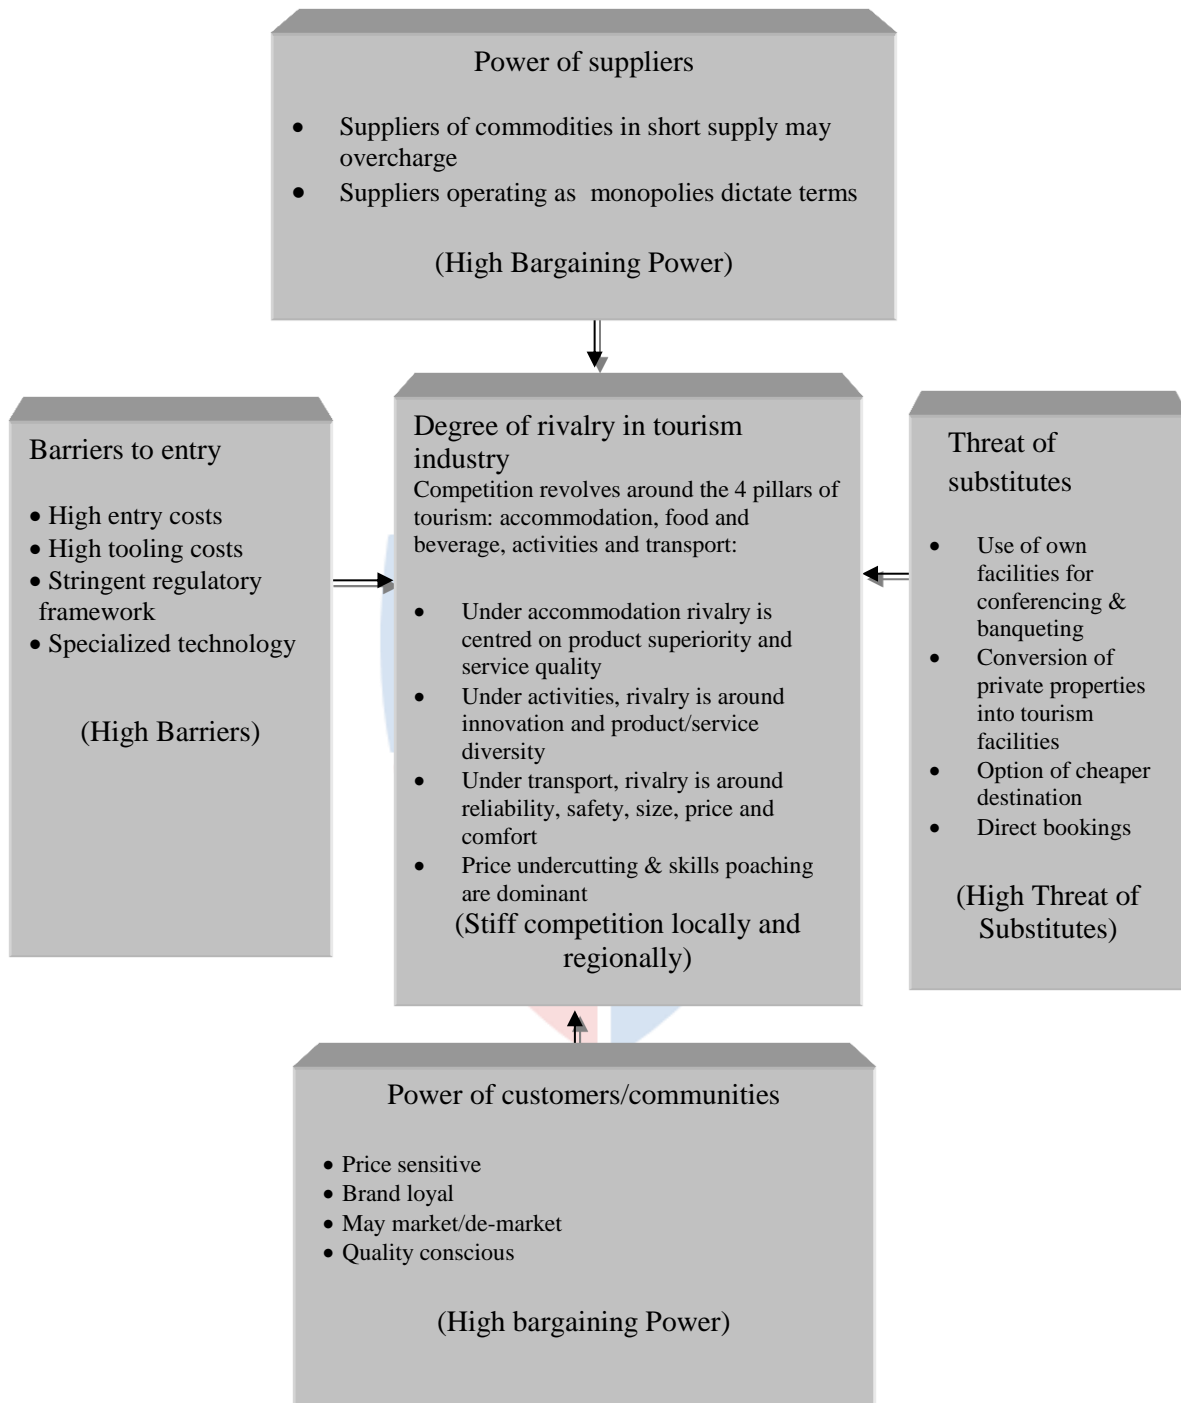 Power of suppliers
• Suppliers of commodities in short supply may
overcharge
• Suppliers operating as monopolies dictate terms
(High Bargaining Power)
Barriers to entry
• High entry costs
• High tooling costs
• Stringent regulatory
framework
• Specialized technology
(High Barriers)
Degree of rivalry in tourism
industry
Competition revolves around the 4 pillars of
tourism: accommodation, food and
beverage, activities and transport:
• Under accommodation rivalry is
centred on product superiority and
service quality
• Under activities, rivalry is around
innovation and product/service
diversity
• Under transport, rivalry is around
reliability, safety, size, price and
comfort
• Price undercutting & skills poaching
are dominant
(Stiff competition locally and
regionally)
Threat of
substitutes
• Use of own
facilities for
conferencing &
banqueting
• Conversion of
private properties
into tourism
facilities
• Option of cheaper
destination
• Direct bookings
(High Threat of
Substitutes)
Power of customers/communities
• Price sensitive
• Brand loyal
• May market/de-market
• Quality conscious
(High bargaining Power)